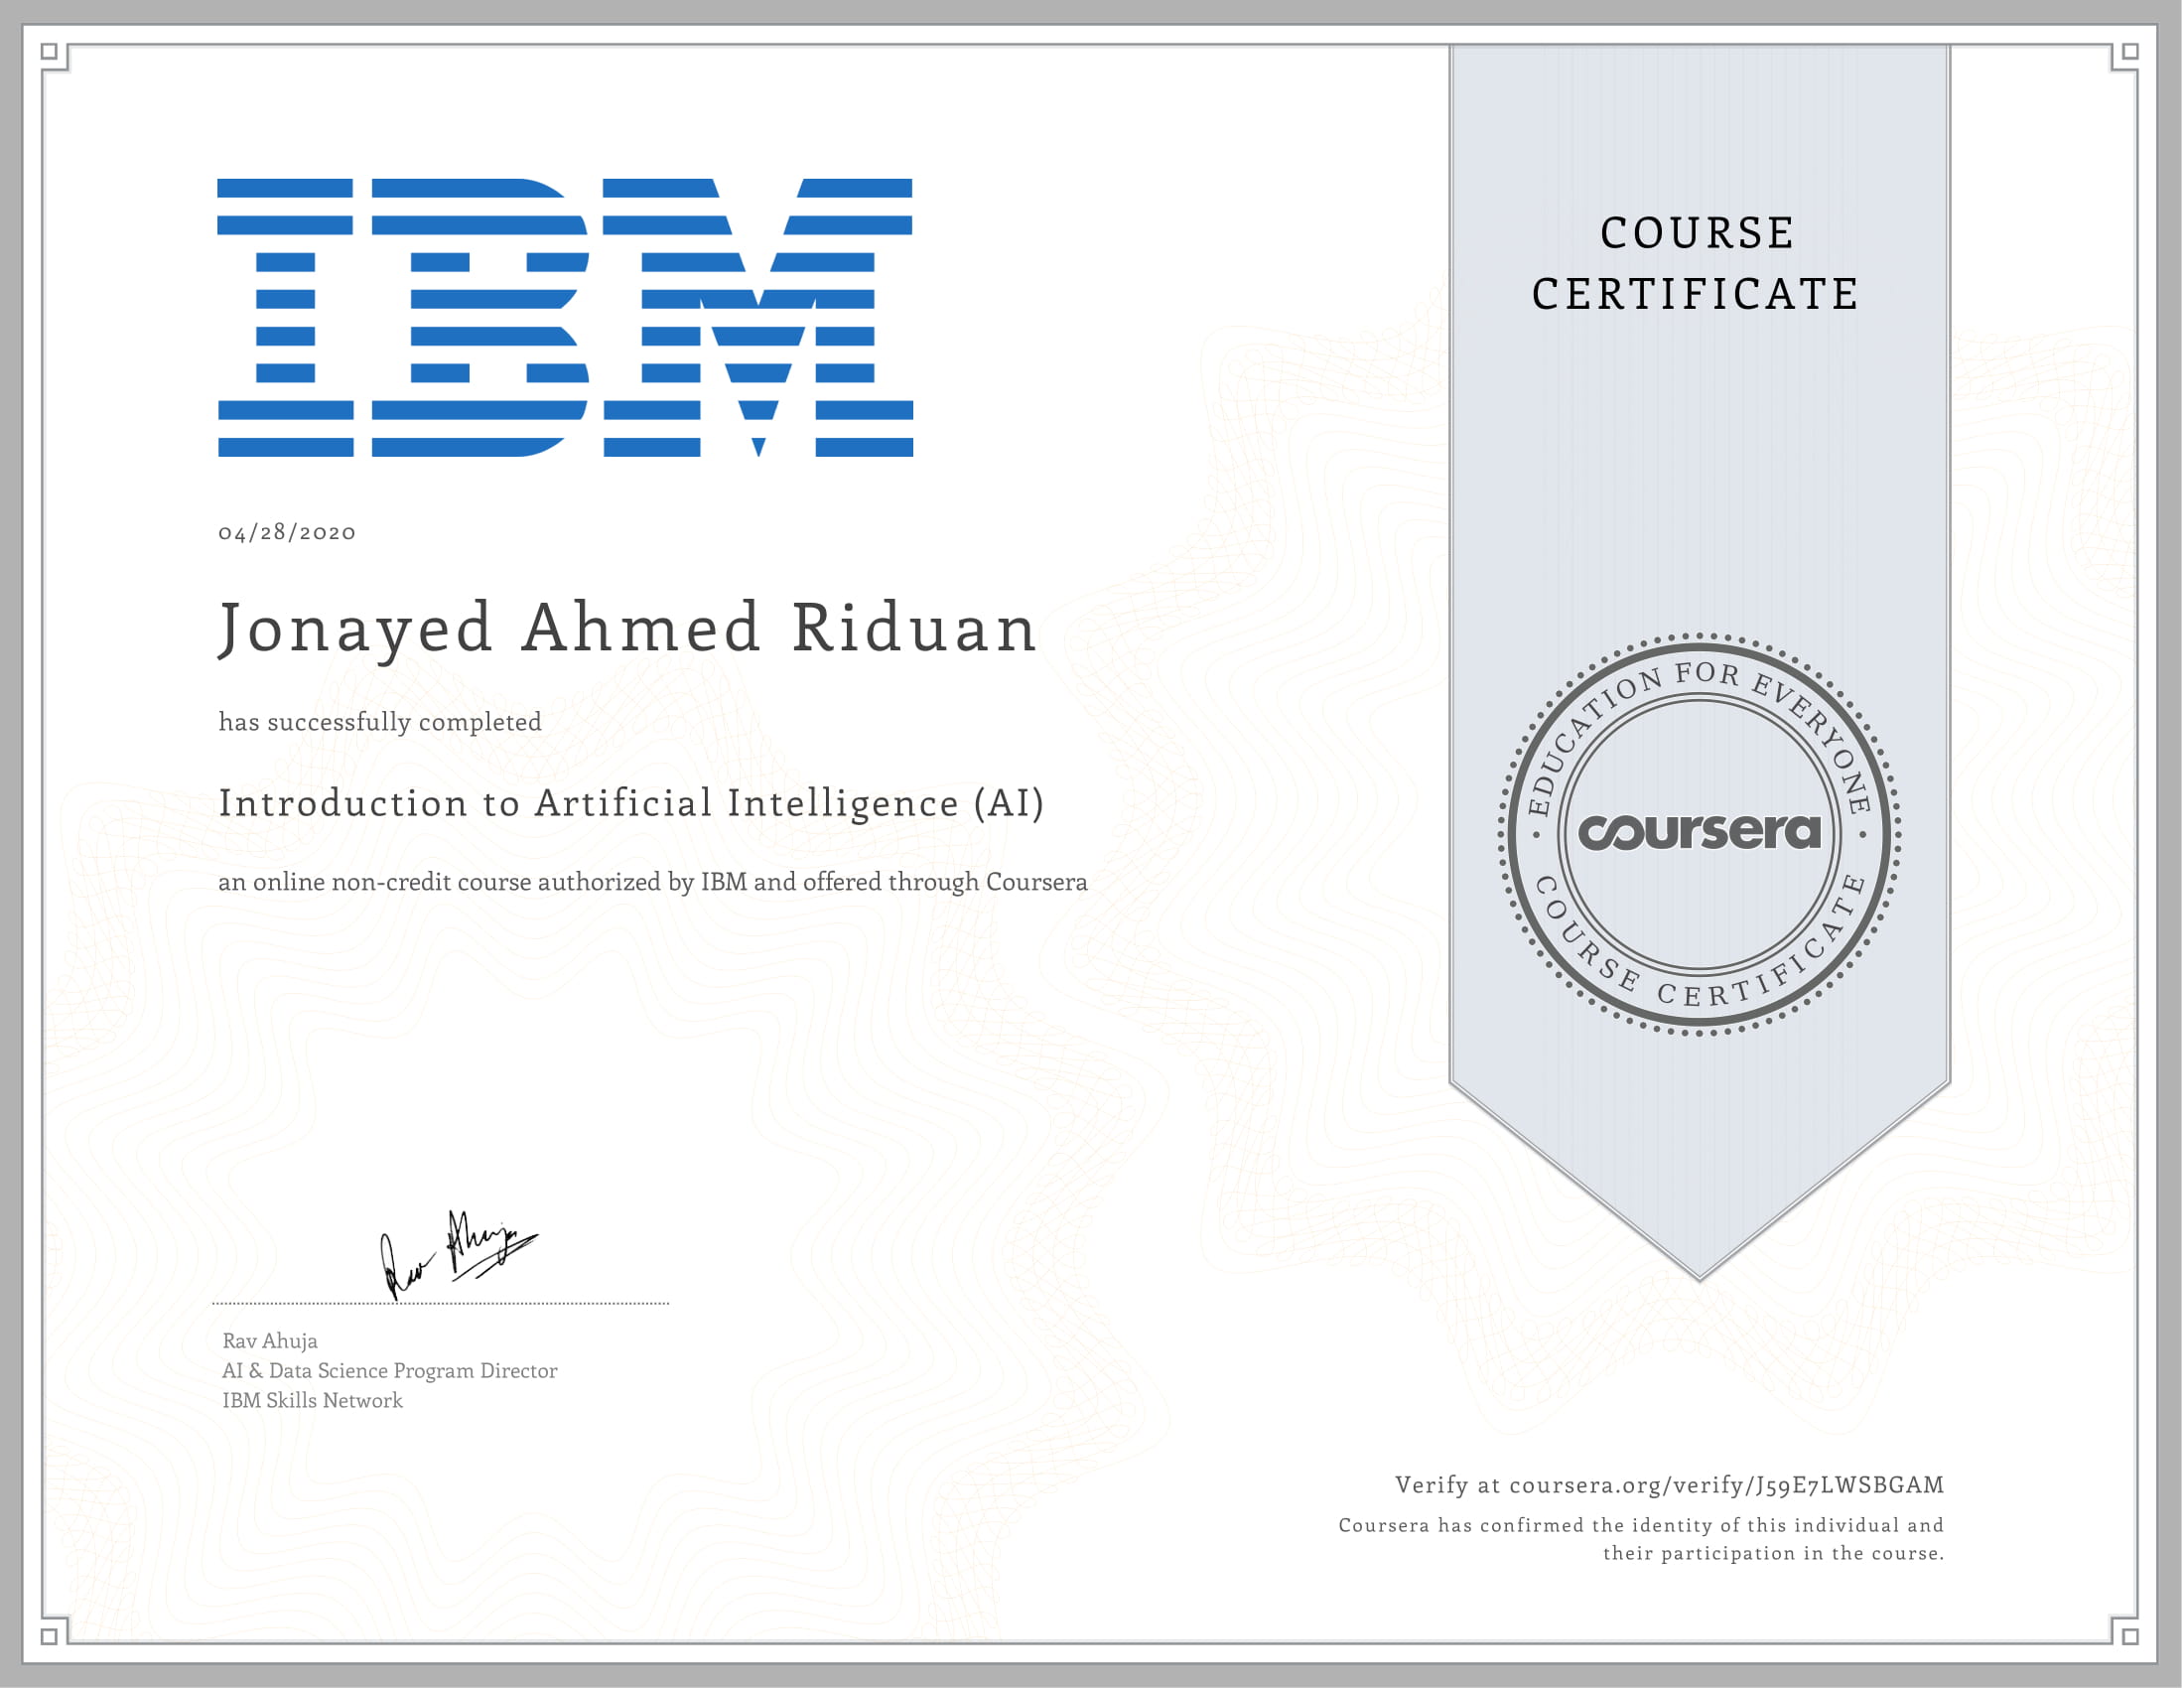 IBM
04/28/2020
Jonayed Ahmed Riduan
has successfully completed
Introduction to Artificial Intelligence (AI)
an online non-credit course authorized by IBM and offered through Coursera
Rav Ahuja
Rav Ahuja
AI & Data Science Program Director
IBM Skills Network
COURSE
CERTIFICATE
EDUCATION FOR EVERYONE
coursera
COURSE CERTIFICATE
Verify at coursera.org/verify/J59E7LWSBGAM
Coursera has confirmed the identity of this individual and
their participation in the course.